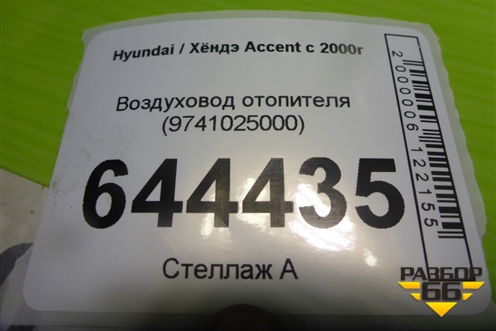 Hyundai / Хёндэ Accent с 2000г
Воздуховод отопителя
(9741025000)
644435
Стеллаж А
2000006122155
РАЗБОР
66